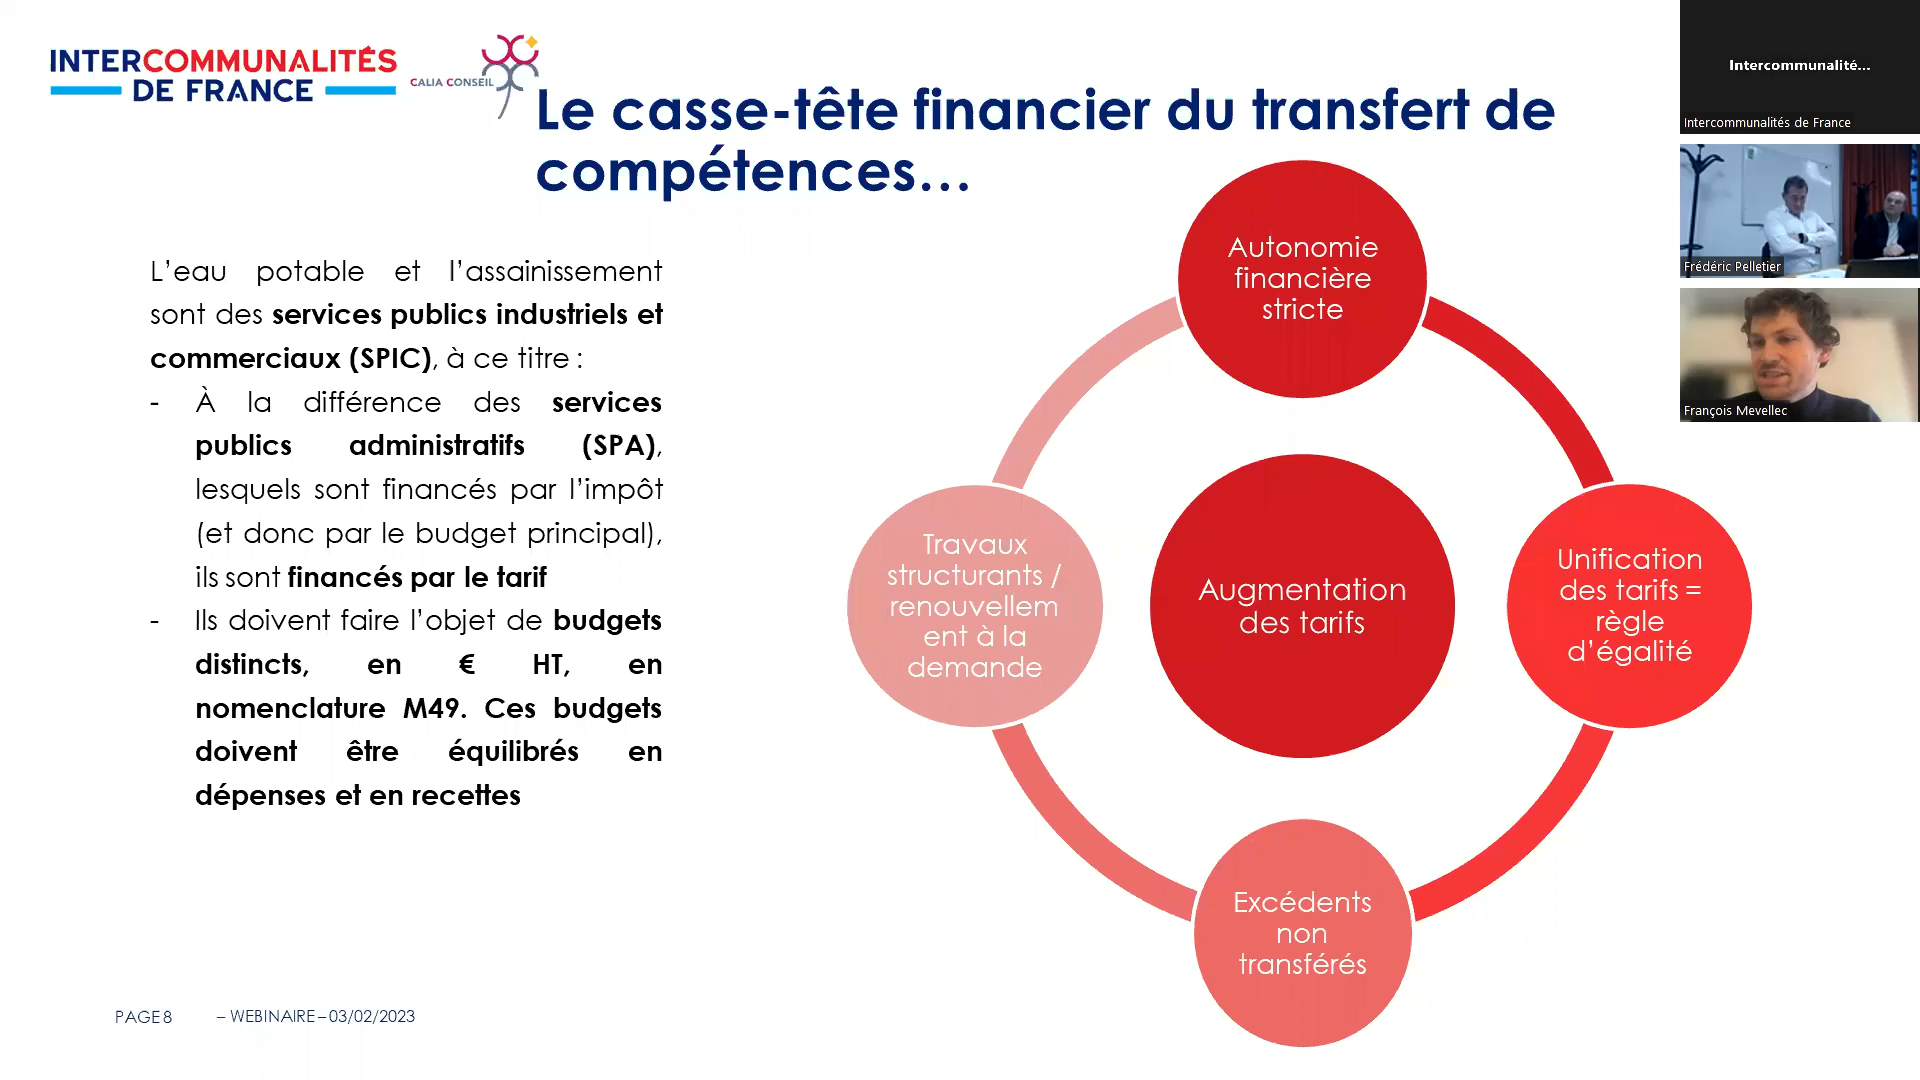 INTERCOMMUNALITÉS
DE FRANCE
CALIA CONSEIL
Le casse-tête financier du transfert de
compétences…
L’eau potable et l’assainissement
sont des services publics industriels et
commerciaux (SPIC), à ce titre :
- À la différence des services
publics administratifs (SPA),
lesquels sont financés par l’impôt
(et donc par le budget principal),
ils sont financés par le tarif
- Ils doivent faire l’objet de budgets
distincts, en € HT, en
nomenclature M49. Ces budgets
doivent être équilibrés en
dépenses et en recettes
Autonomie
financière
stricte
Travaux
structurants /
renouvellem
ent à la
demande
Augmentation
des tarifs
Unification
des tarifs =
règle
d’égalité
Excédents
non
transférés
PAGE 8 – WEBINAIRE – 03/02/2023
Intercommunalité...
Intercommunalités de France
Frédéric Pelletier
François Mevellec